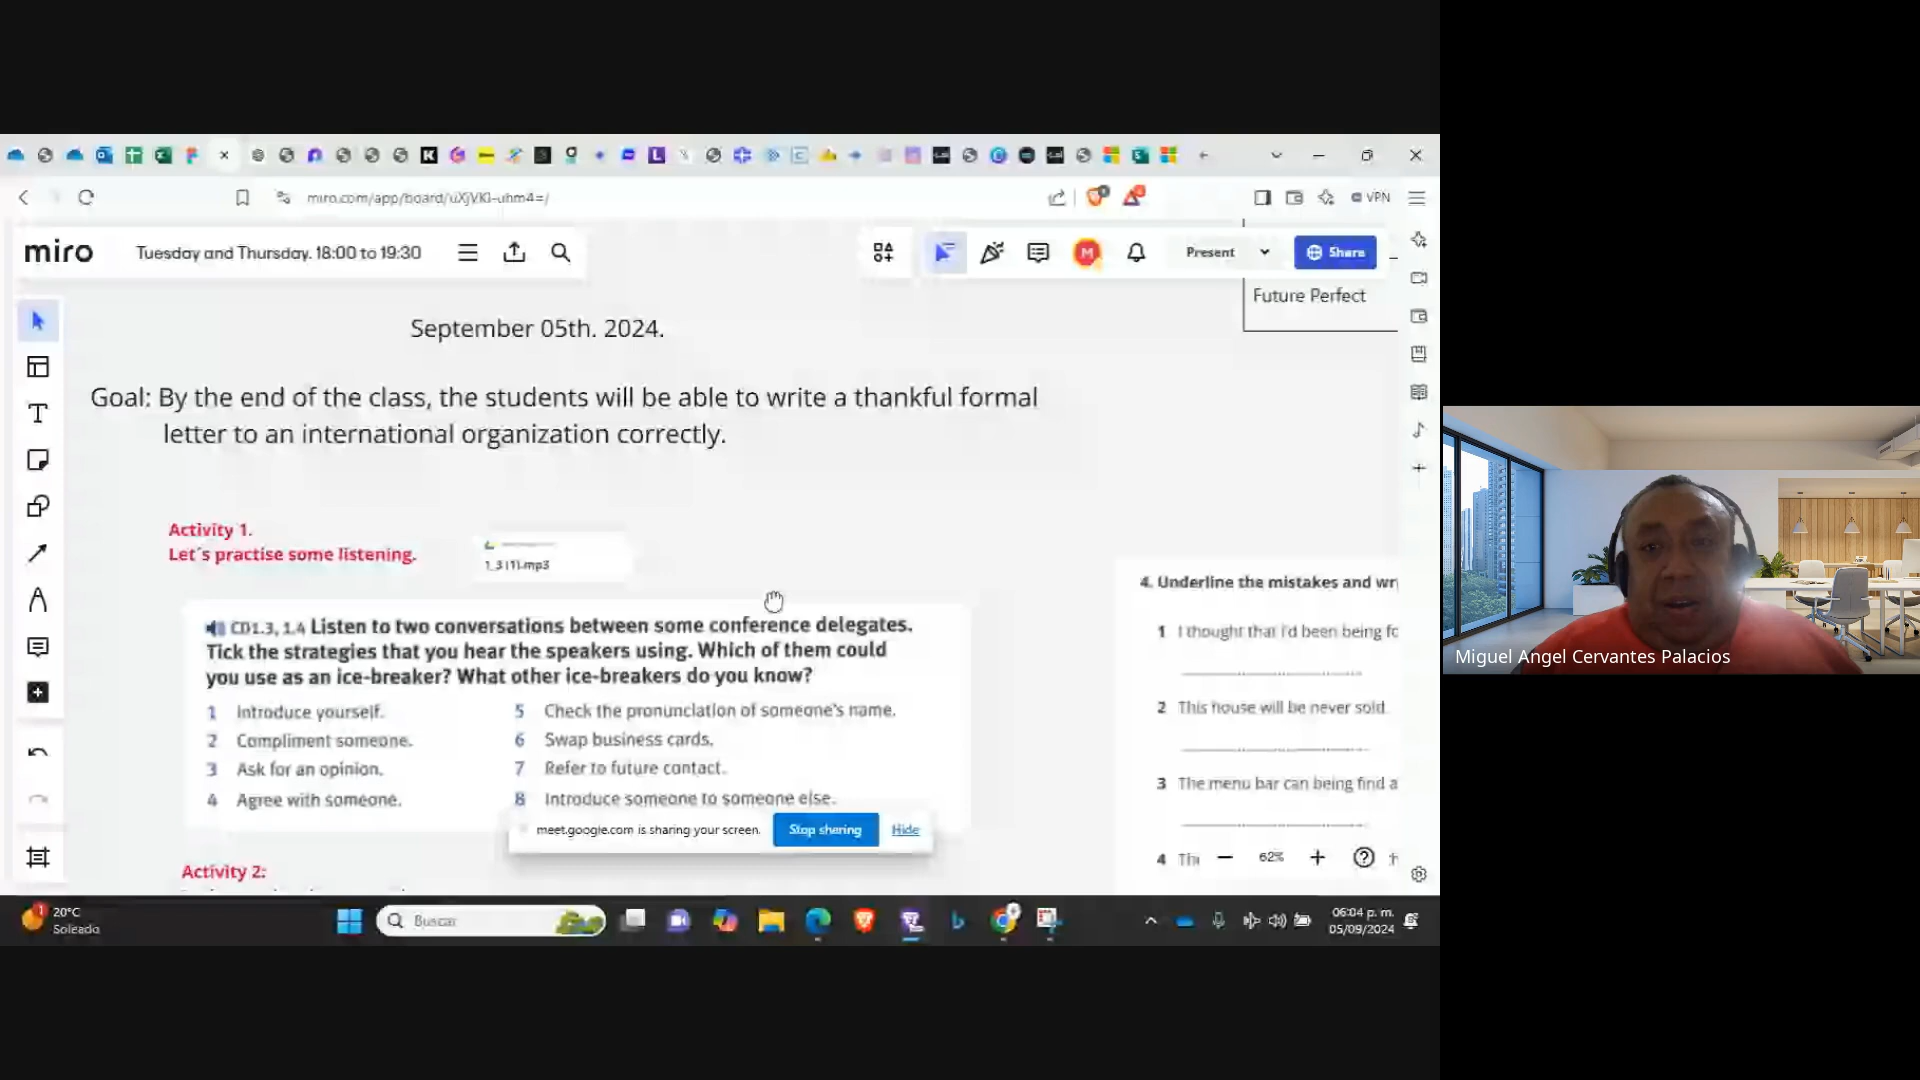 miro.com/app/board/uXjVKl-uhm4=/
VPN
miro
Tuesday and Thursday. 18:00 to 19:30
M
Present
Share
Future Perfect
September 05th. 2024.
Goal: By the end of the class, the students will be able to write a thankful formal
letter to an international organization correctly.
Activity 1.
Let´s practise some listening.
1_3 (1).mp3
CD1.3, 1.4 Listen to two conversations between some conference delegates.
Tick the strategies that you hear the speakers using. Which of them could
you use as an ice-breaker? What other ice-breakers do you know?
1 Introduce yourself.
2 Compliment someone.
3 Ask for an opinion.
4 Agree with someone.
5 Check the pronunciation of someone's name.
6 Swap business cards.
7 Refer to future contact.
8 Introduce someone to someone else.
4. Underline the mistakes and wr
1 I thought that I'd been being fo
2 This house will be never sold.
3 The menu bar can being find a
4 Thi
62%
meet.google.com is sharing your screen.
Stop sharing
Hide
Activity 2:
Miguel Angel Cervantes Palacios
1
20°C
Soleado
Buscar
06:04 p. m.
05/09/2024